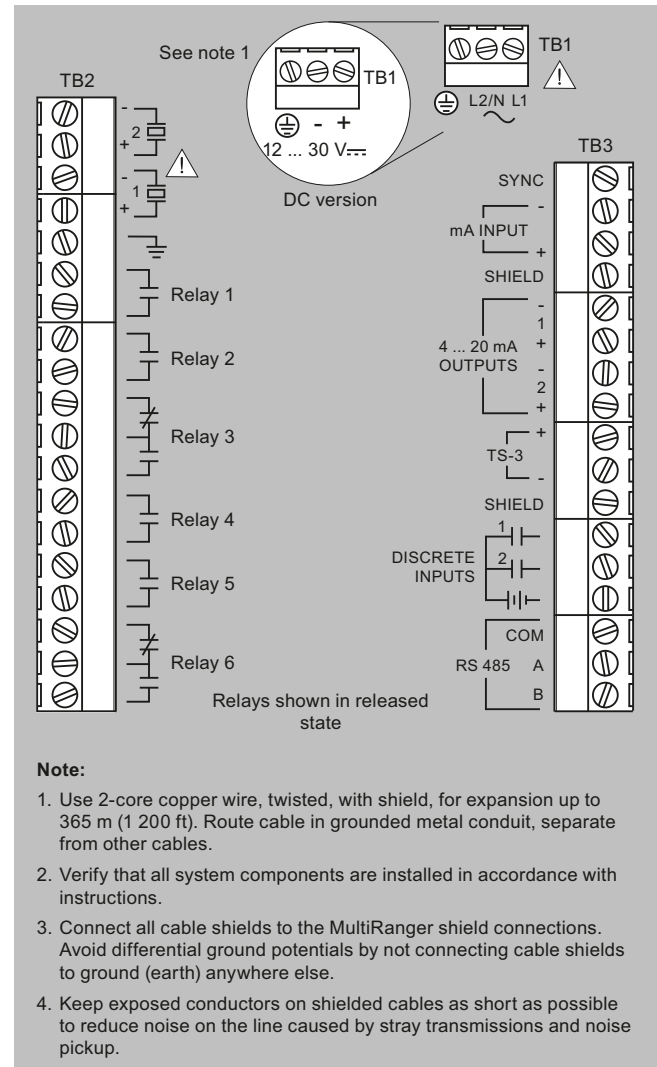 See note 1
TB1
- +
12 ... 30 V
DC version
TB1
L2/N L1
TB2
-
2
+
-
1
+
Relay 1
Relay 2
Relay 3
Relay 4
Relay 5
Relay 6
TB3
SYNC
-
mA INPUT
+
SHIELD
-
1
4 ... 20 mA +
OUTPUTS -
2
+
+
TS-3
-
SHIELD
1
DISCRETE 2
INPUTS
COM
RS 485 A
B
Relays shown in released
state
Note:
1. Use 2-core copper wire, twisted, with shield, for expansion up to
365 m (1 200 ft). Route cable in grounded metal conduit, separate
from other cables.
2. Verify that all system components are installed in accordance with
instructions.
3. Connect all cable shields to the MultiRanger shield connections.
Avoid differential ground potentials by not connecting cable shields
to ground (earth) anywhere else.
4. Keep exposed conductors on shielded cables as short as possible
to reduce noise on the line caused by stray transmissions and noise
pickup.